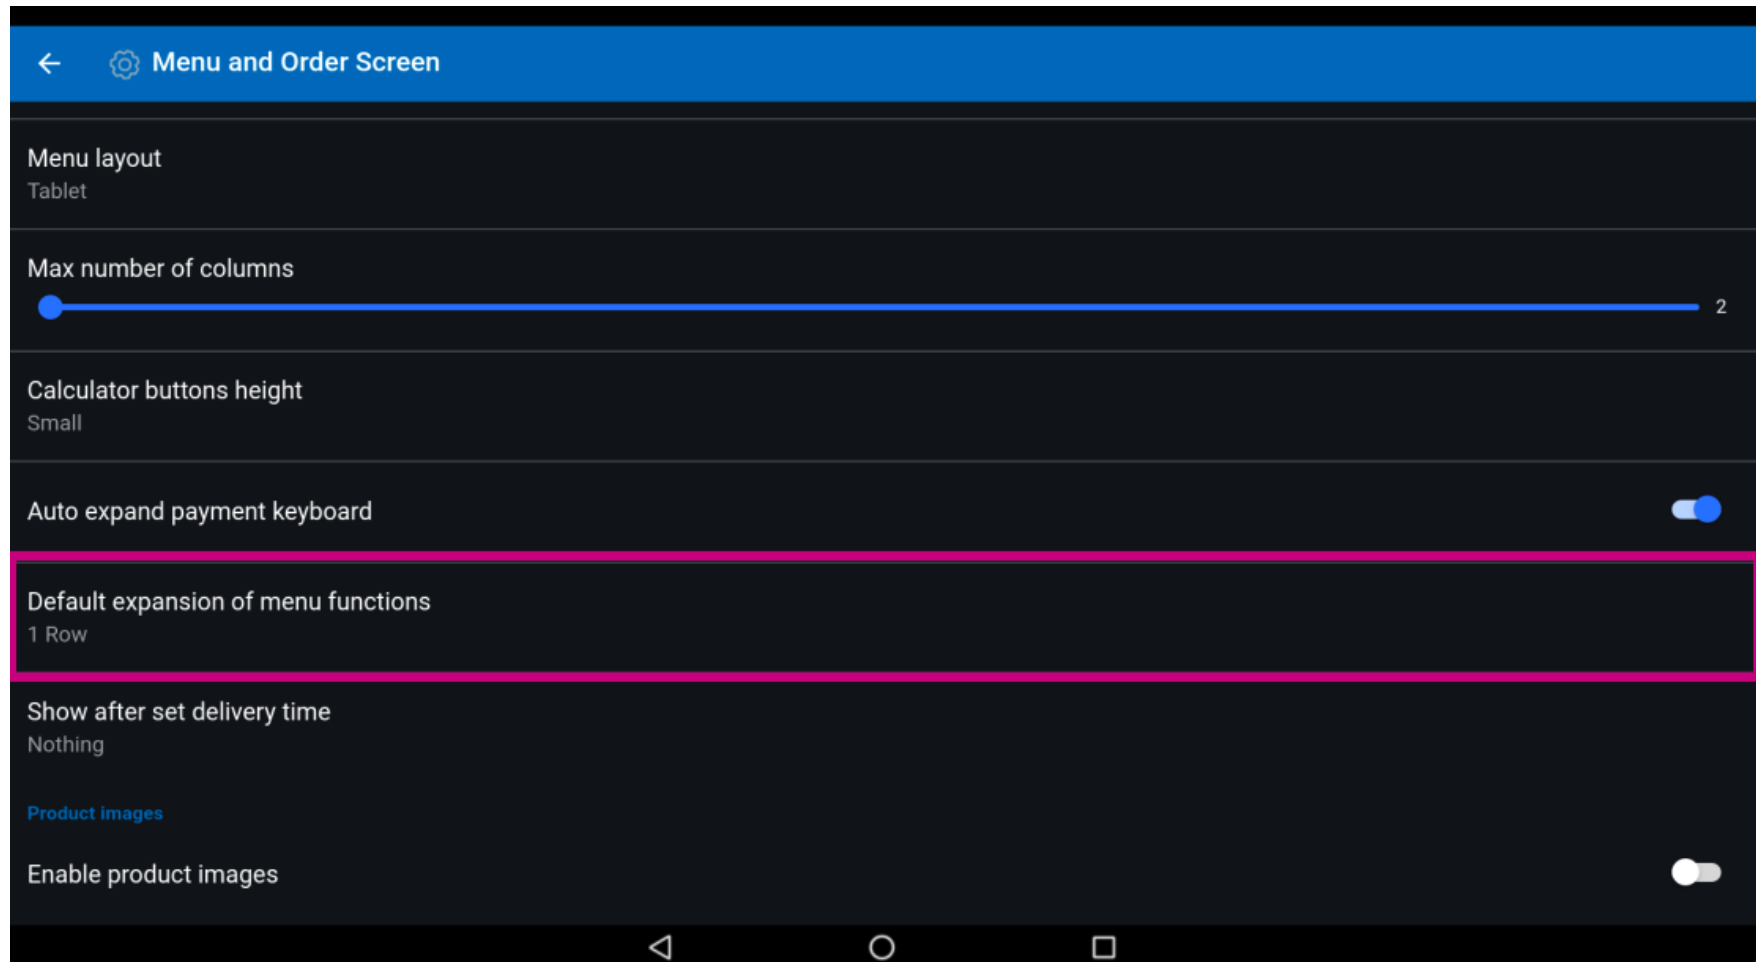 Menu and Order Screen
Menu layout
Tablet
Max number of columns
2
Calculator buttons height
Small
Auto expand payment keyboard
Default expansion of menu functions
1 Row
Show after set delivery time
Nothing
Product images
Enable product images